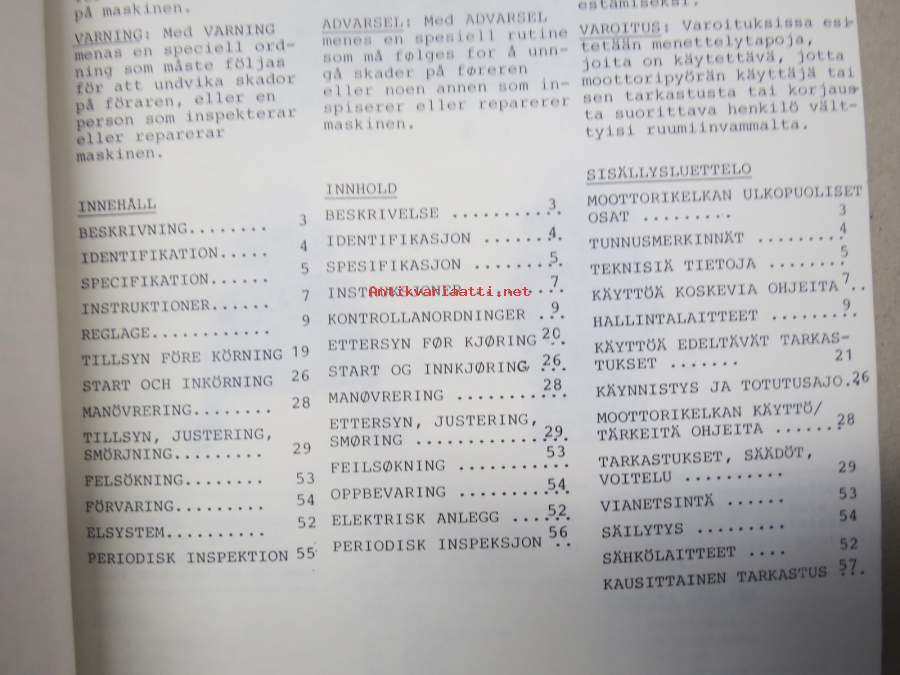 på maskinen.
VARNING: Med VARNING
menas en speciell ord-
ning som måste följas
för att undvika skador
på föraren, eller en
person som inspekterar
eller reparerar
maskinen.
INNEHÅLL
BESKRIVNING........ 3
IDENTIFIKATION..... 4
SPECIFIKATION...... 5
INSTRUKTIONER...... 7
REGLAGE............ 9
TILLSYN FÖRE KÖRNING 19
START OCH INKÖRNING 26
MANÖVRERING........ 28
TILLSYN, JUSTERING,
SMÖRJNING......... 29
FELSÖKNING........ 53
FÖRVARING......... 54
ELSYSTEM.......... 52
PERIODISK INSPEKTION 55
ADVARSEL: Med ADVARSEL
menes en spesiell rutine
som må følges for å unn-
gå skader på føreren
eller noen annen som in-
spiserer eller reparerer
maskinen.
INNHOLD
BESKRIVELSE ........... 3
IDENTIFIKASJON ........ 4
SPESIFIKASJON ......... 5
INSTRUKSJONER ... 7
KONTROLLANORDNINGER ... 9
ETTERSYN FØR KJØRING .. 20
START OG INNKJØRING ... 26
MANØVRERING ........... 28
ETTERSYN, JUSTERING,
SMØRING ............... 29
FEILSØKNING ........... 53
OPPBEVARING ........... 54
ELEKTRISK ANLEGG ...... 52
PERIODISK INSPEKSJON .. 56
estämiseksi.
VAROITUS: Varoituksissa esi-
tetään menettelytapoja,
joita on käytettävä, jotta
moottoripyörän käyttäjä tai
sen tarkastusta tai korjaus-
ta suorittava henkilö vält-
tyisi ruumiinvammalta.
SISÄLLYSLUETTELO
MOOTTORIKELKAN ULKOPUOLISET
OSAT ......... 3
TUNNUSMERKINNÄT ......... 4
TEKNISIÄ TIETOJA ........ 5
KÄYTTÖÄ KOSKEVIA OHJEITA .. 7
HALLINTALAITTEET ........ 9
KÄYTTÖÄ EDELTÄVÄT TARKAS-
TUKSET ....... 21
KÄYNNISTYS JA TOTUTUSAJO.. 26
MOOTTORIKELKAN KÄYTTÖ/
TÄRKEITÄ OHJEITA ....... 28
TARKASTUKSET, SÄÄDÖT,
VOITELU .......... 29
VIANETSINTÄ ...... 53
SÄILYTYS ......... 54
SÄHKÖLAITTEET .... 52
KAUSITTAINEN TARKASTUS ... 57
Antikvariaatti.net